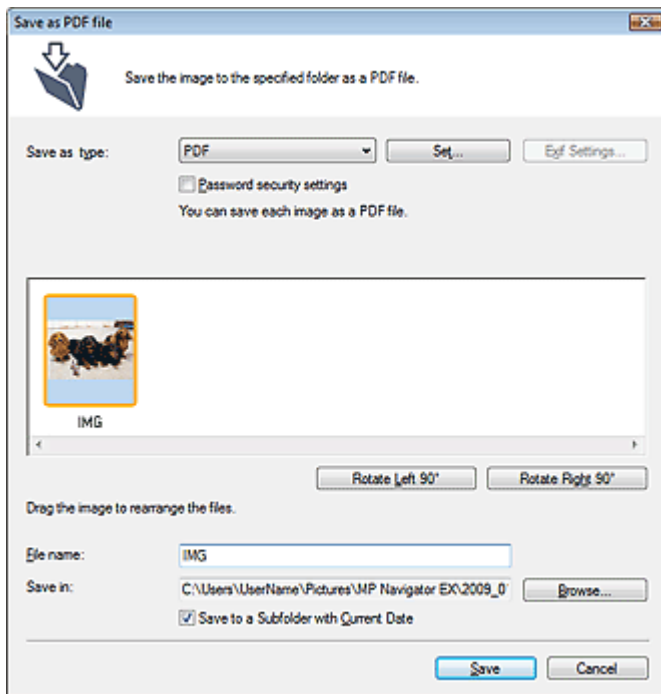 Save as PDF file
Save the image to the specified folder as a PDF file.
Save as type: PDF Set... Exif Settings...
Password security settings
You can save each image as a PDF file.
IMG
Rotate Left 90° Rotate Right 90°
Drag the image to rearrange the files.
File name: IMG
Save in: C:\Users\UserName\Pictures\MP Navigator EX\2009_0 Browse...
Save to a Subfolder with Current Date
Save Cancel